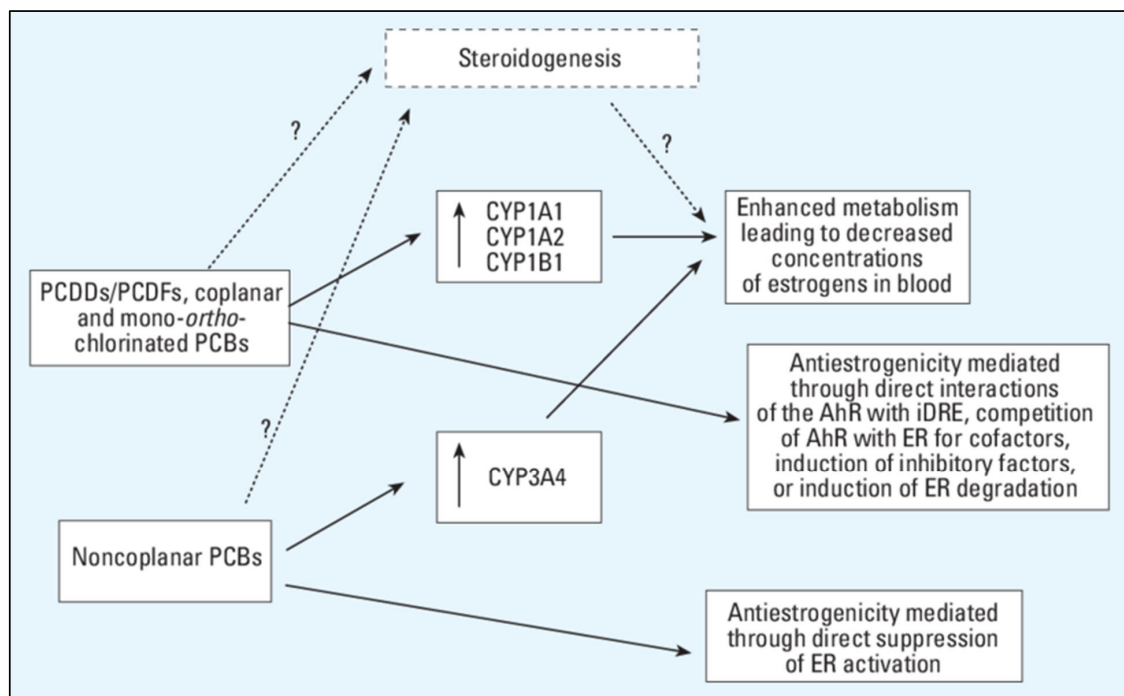 Steroidogenesis
?
?
CYP1A1
CYP1A2
CYP1B1
Enhanced metabolism
leading to decreased
concentrations
of estrogens in blood
PCDDs/PCDFs, coplanar
and mono-ortho-
chlorinated PCBs
Antiestrogenicity mediated
through direct interactions
of the AhR with iDRE, competition
of AhR with ER for cofactors,
induction of inhibitory factors,
or induction of ER degradation
?
CYP3A4
Noncoplanar PCBs
Antiestrogenicity mediated
through direct suppression
of ER activation